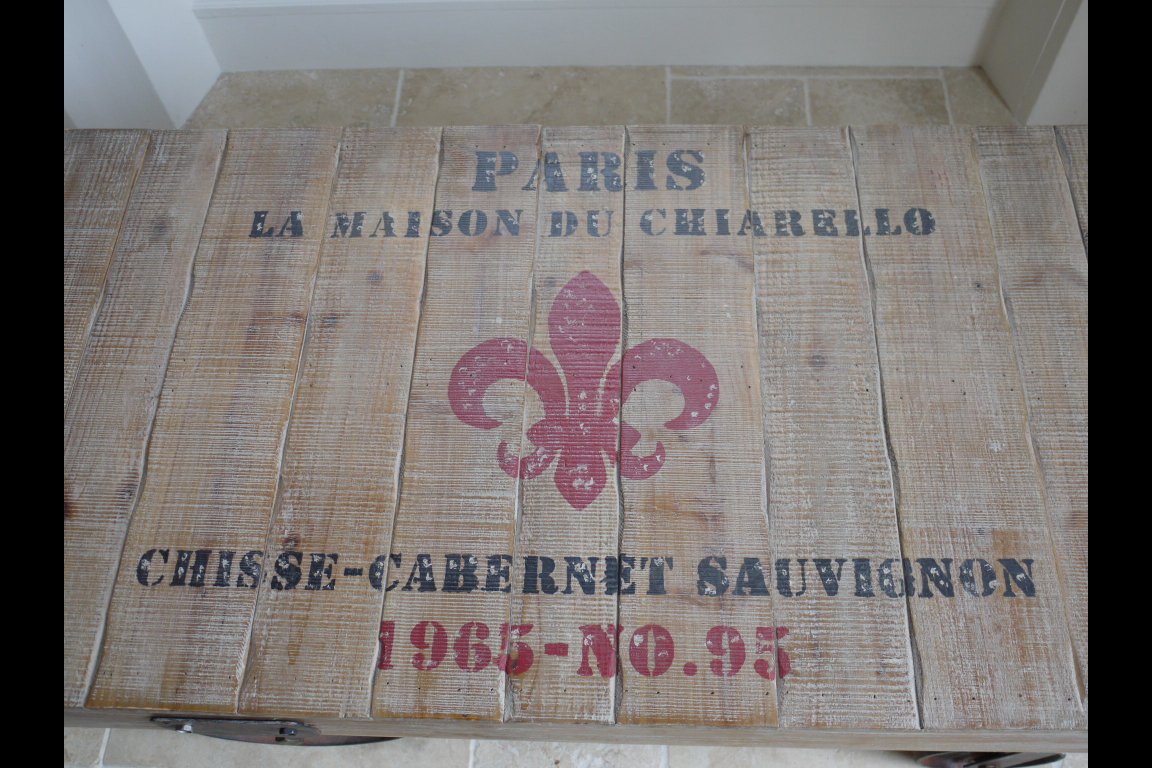 PARIS
LA MAISON DU CHIARELLO
CHISSE-CABERNET SAUVIGNON
1965-NO.95